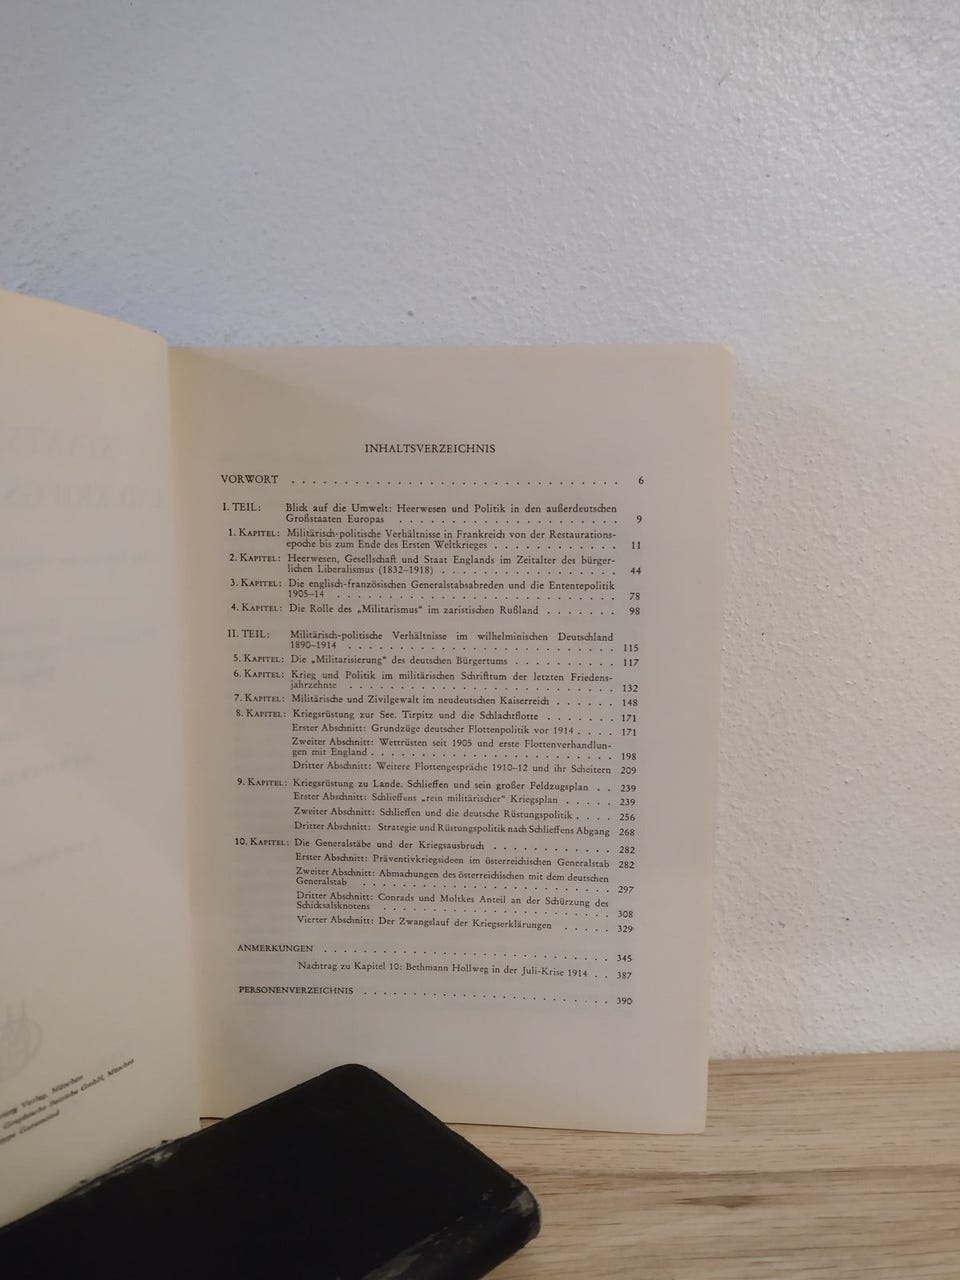 INHALTSVERZEICHNIS
VORWORT . . . . . . . . . . . . . . . . . . . . . . . . . . . . . . 6
I. TEIL: Blick auf die Umwelt: Heerwesen und Politik in den außerdeutschen
Großstaaten Europas . . . . . . . . . . . . . . . . . . . . 9
1. KAPITEL: Militärisch-politische Verhältnisse in Frankreich von der Restaurations-
epoche bis zum Ende des Ersten Weltkrieges . . . . . . . . . . . 11
2. KAPITEL: Heerwesen, Gesellschaft und Staat Englands im Zeitalter des bürger-
lichen Liberalismus (1832–1918) . . . . . . . . . . . . . . . . 44
3. KAPITEL: Die englisch-französischen Generalstabsabreden und die Ententepolitik
1905–14 . . . . . . . . . . . . . . . . . . . . . . . . . . 78
4. KAPITEL: Die Rolle des „Militarismus“ im zaristischen Rußland . . . . . . . 98
II. TEIL: Militärisch-politische Verhältnisse im wilhelminischen Deutschland
1890–1914 . . . . . . . . . . . . . . . . . . . . . . . . 115
5. KAPITEL: Die „Militarisierung“ des deutschen Bürgertums . . . . . . . . . . 117
6. KAPITEL: Krieg und Politik im militärischen Schrifttum der letzten Friedens-
jahrzehnte . . . . . . . . . . . . . . . . . . . . . . . . 132
7. KAPITEL: Militärische und Zivilgewalt im neudeutschen Kaiserreich . . . . . . 148
8. KAPITEL: Kriegsrüstung zur See. Tirpitz und die Schlachtflotte . . . . . . . 171
Erster Abschnitt: Grundzüge deutscher Flottenpolitik vor 1914 . . . . 171
Zweiter Abschnitt: Wettrüsten seit 1905 und erste Flottenverhandlun-
gen mit England . . . . . . . . . . . . . . . . . . . . . . 198
Dritter Abschnitt: Weitere Flottengespräche 1910–12 und ihr Scheitern 209
9. KAPITEL: Kriegsrüstung zu Lande. Schlieffen und sein großer Feldzugsplan . . 239
Erster Abschnitt: Schlieffens „rein militärischer“ Kriegsplan . . . . . 239
Zweiter Abschnitt: Schlieffen und die deutsche Rüstungspolitik . . . . 256
Dritter Abschnitt: Strategie und Rüstungspolitik nach Schlieffens Abgang 268
10. KAPITEL: Die Generalstäbe und der Kriegsausbruch . . . . . . . . . . . 282
Erster Abschnitt: Präventivkriegsideen im österreichischen Generalstab 282
Zweiter Abschnitt: Abmachungen des österreichischen mit dem deutschen
Generalstab . . . . . . . . . . . . . . . . . . . . . . . 297
Dritter Abschnitt: Conrads und Moltkes Anteil an der Schürzung des
Schicksalsknotens . . . . . . . . . . . . . . . . . . . . . 308
Vierter Abschnitt: Der Zwangslauf der Kriegserklärungen . . . . . 329
ANMERKUNGEN . . . . . . . . . . . . . . . . . . . . . . . . . . 345
Nachtrag zu Kapitel 10: Bethmann Hollweg in der Juli-Krise 1914 . . 387
PERSONENVERZEICHNIS . . . . . . . . . . . . . . . . . . . . . . 390
Verlag, München
Graphische Betriebe GmbH, München
Garamond